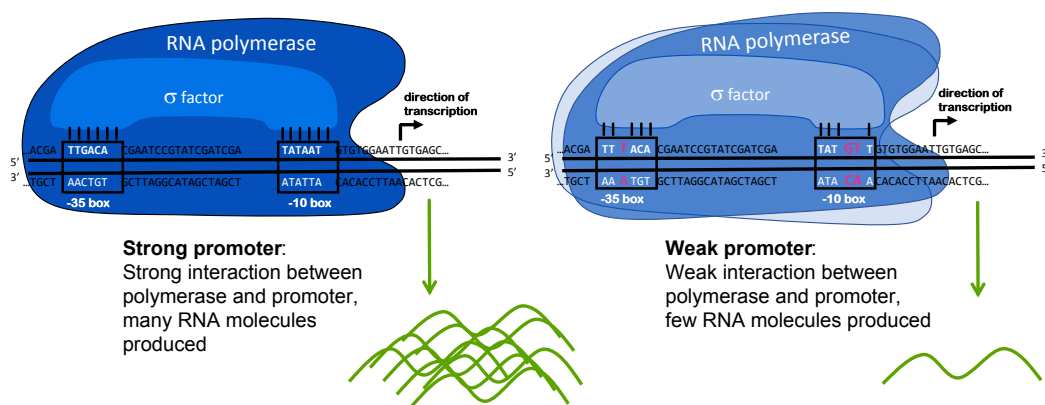 RNA polymerase
σ factor
direction of
transcription
…ACGA TTGACA CGAATCCGTATCGATCGA TATAAT GTGTGGAATTGTGAGC…
5’ 3’
3’ 5’
…TGCT AACTGT GCTTAGGCATAGCTAGCT ATATTA CACACCTTAACACTCG…
-35 box -10 box
Strong promoter:
Strong interaction between
polymerase and promoter,
many RNA molecules
produced
RNA polymerase
σ factor
direction of
transcription
…ACGA TT T ACA CGAATCCGTATCGATCGA TAT GT T GTGTGGAATTGTGAGC…
5’ 3’
3’ 5’
…TGCT AA A TGT GCTTAGGCATAGCTAGCT ATA CA A CACACCTTAACACTCG…
-35 box -10 box
Weak promoter:
Weak interaction between
polymerase and promoter,
few RNA molecules produced